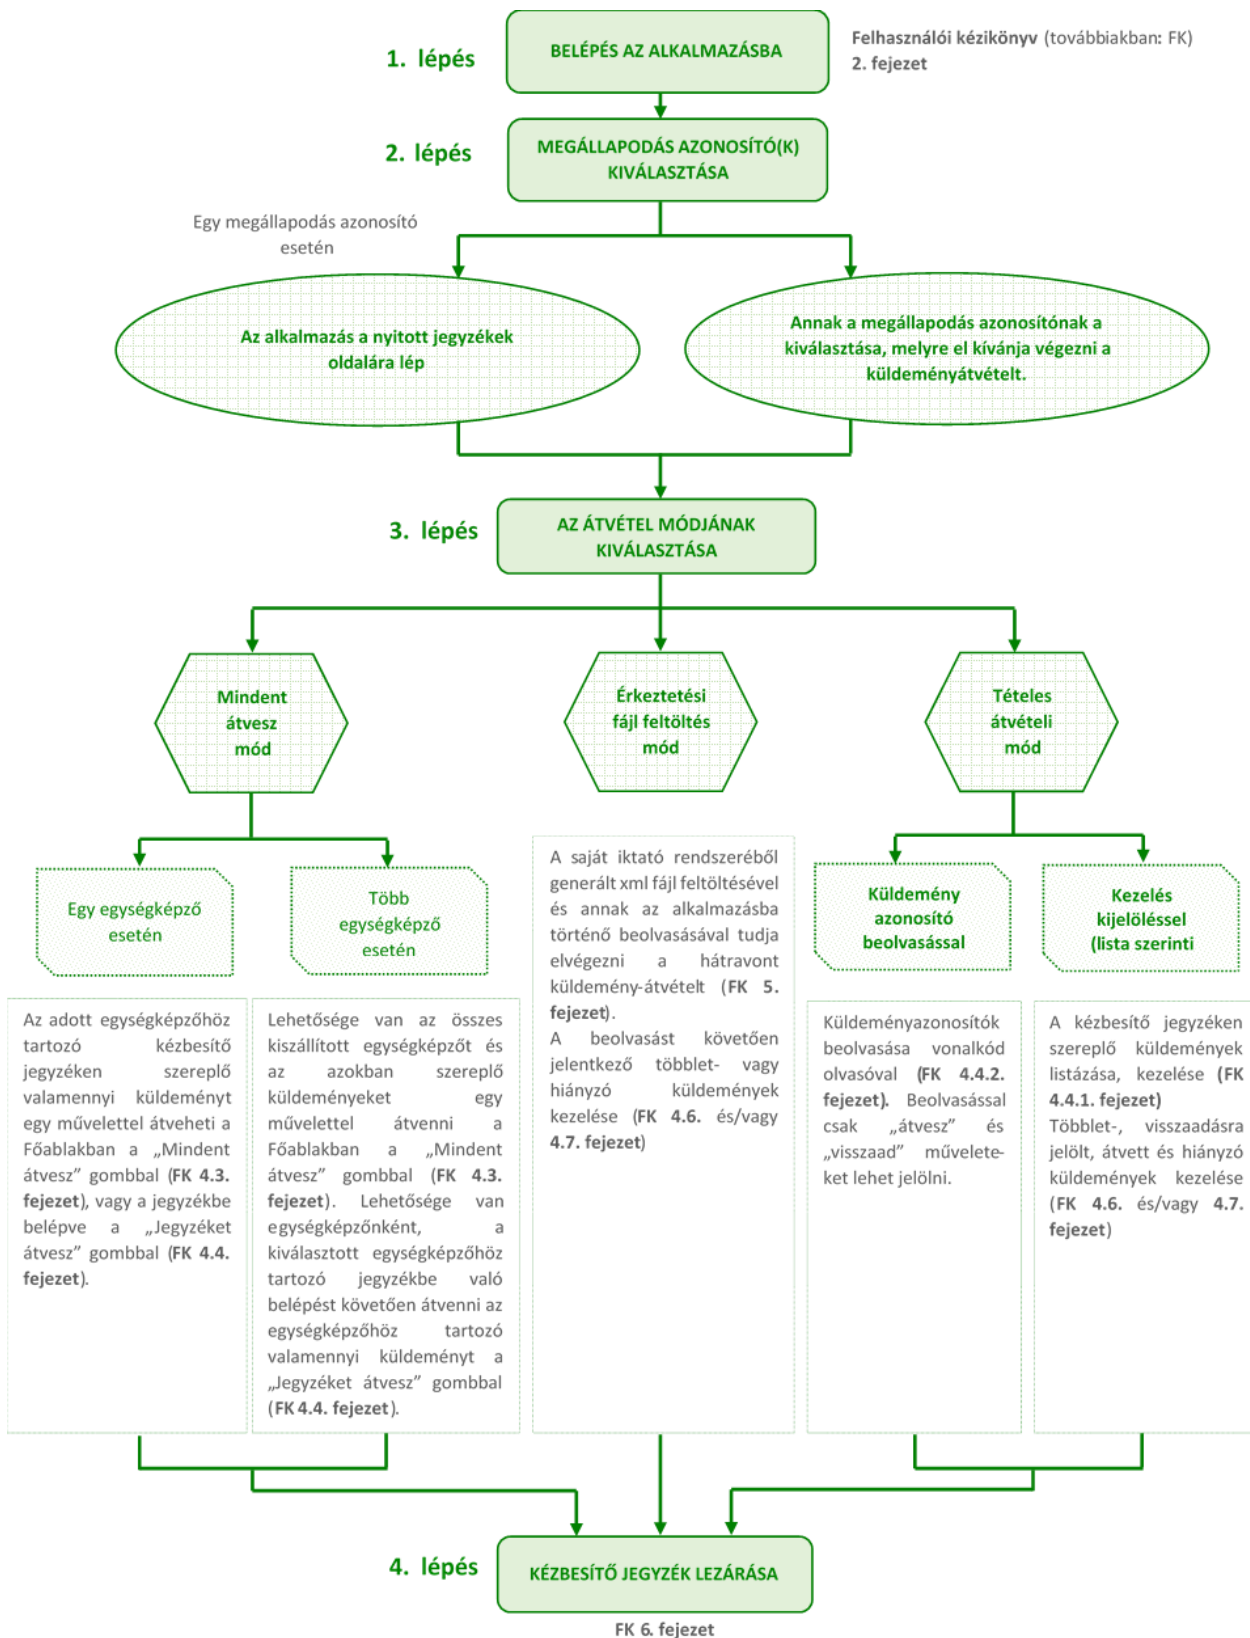 1. lépés
BELÉPÉS AZ ALKALMAZÁSBA
Felhasználói kézikönyv (továbbiakban: FK)
2. fejezet
2. lépés
MEGÁLLAPODÁS AZONOSÍTÓ(K)
KIVÁLASZTÁSA
Egy megállapodás azonosító
esetén
Az alkalmazás a nyitott jegyzékek
oldalára lép
Annak a megállapodás azonosítónak a
kiválasztása, melyre el kívánja végezni a
küldeményátvételt.
3. lépés
AZ ÁTVÉTEL MÓDJÁNAK
KIVÁLASZTÁSA
Mindent
átvesz
mód
Érkeztetési
fájl feltöltés
mód
Tételes
átvételi
mód
Egy egységképző
esetén
Több
egységképző
esetén
A saját iktató rendszeréből
generált xml fájl feltöltésével
és annak az alkalmazásba
történő beolvasásával tudja
elvégezni a hátravont
küldemény-átvételt (FK 5.
fejezet).
A beolvasást követően
jelentkező többlet- vagy
hiányzó küldemények
kezelése (FK 4.6. és/vagy
4.7. fejezet)
Küldemény
azonosító
beolvasással
Kezelés
kijelöléssel
(lista szerinti
Az adott egységképzőhöz
tartozó kézbesítő
jegyzéken szereplő
valamennyi küldeményt
egy művelettel átveheti a
Főablakban a „Mindent
átvesz” gombbal (FK 4.3.
fejezet), vagy a jegyzékbe
belépve a „Jegyzéket
átvesz” gombbal (FK 4.4.
fejezet).
Lehetősége van az összes
kiszállított egységképzőt és
az azokban szereplő
küldeményeket egy
művelettel átvenni a
Főablakban a „Mindent
átvesz” gombbal (FK 4.3.
fejezet). Lehetősége van
egységképzőnként, a
kiválasztott egységképzőhöz
tartozó jegyzékbe való
belépést követően átvenni az
egységképzőhöz tartozó
valamennyi küldeményt a
„Jegyzéket átvesz” gombbal
(FK 4.4. fejezet).
Küldeményazonosítók
beolvasása vonalkód
olvasóval (FK 4.4.2.
fejezet). Beolvasással
csak „átvesz” és
„visszaad” művelete-
ket lehet jelölni.
A kézbesítő jegyzéken
szereplő küldemények
listázása, kezelése (FK
4.4.1. fejezet)
Többlet-, visszaadásra
jelölt, átvett és hiányzó
küldemények kezelése
(FK 4.6. és/vagy 4.7.
fejezet)
4. lépés
KÉZBESÍTŐ JEGYZÉK LEZÁRÁSA
FK 6. fejezet